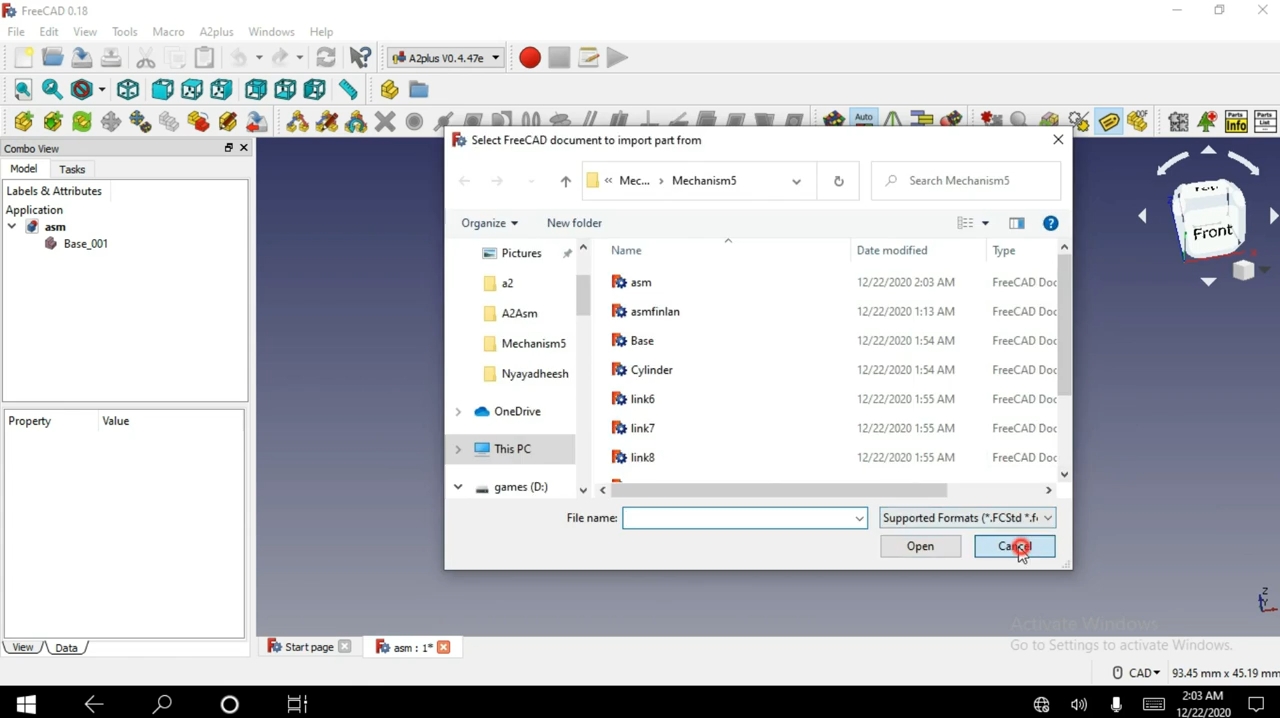 FreeCAD 0.18
File Edit View Tools Macro A2plus Windows Help
A2plus V0.4.47e
Auto
Parts Info
Parts List
Combo View
Model Tasks
Labels & Attributes
Application
asm
Base_001
Property Value
View Data
Select FreeCAD document to import part from
« Mec... › Mechanism5
Search Mechanism5
Organize New folder
Name Date modified Type
Pictures
a2
A2Asm
Mechanism5
Nyayadheesh
OneDrive
This PC
games (D:)
asm 12/22/2020 2:03 AM FreeCAD Doc
asmfinlan 12/22/2020 1:13 AM FreeCAD Doc
Base 12/22/2020 1:54 AM FreeCAD Doc
Cylinder 12/22/2020 1:54 AM FreeCAD Doc
link6 12/22/2020 1:55 AM FreeCAD Doc
link7 12/22/2020 1:55 AM FreeCAD Doc
link8 12/22/2020 1:55 AM FreeCAD Doc
File name:
Supported Formats (*.FCStd *.f
Open Cancel
Front
Z
Start page asm : 1*
Activate Windows
Go to Settings to activate Windows.
CAD 93.45 mm x 45.19 mm
2:03 AM
12/22/2020